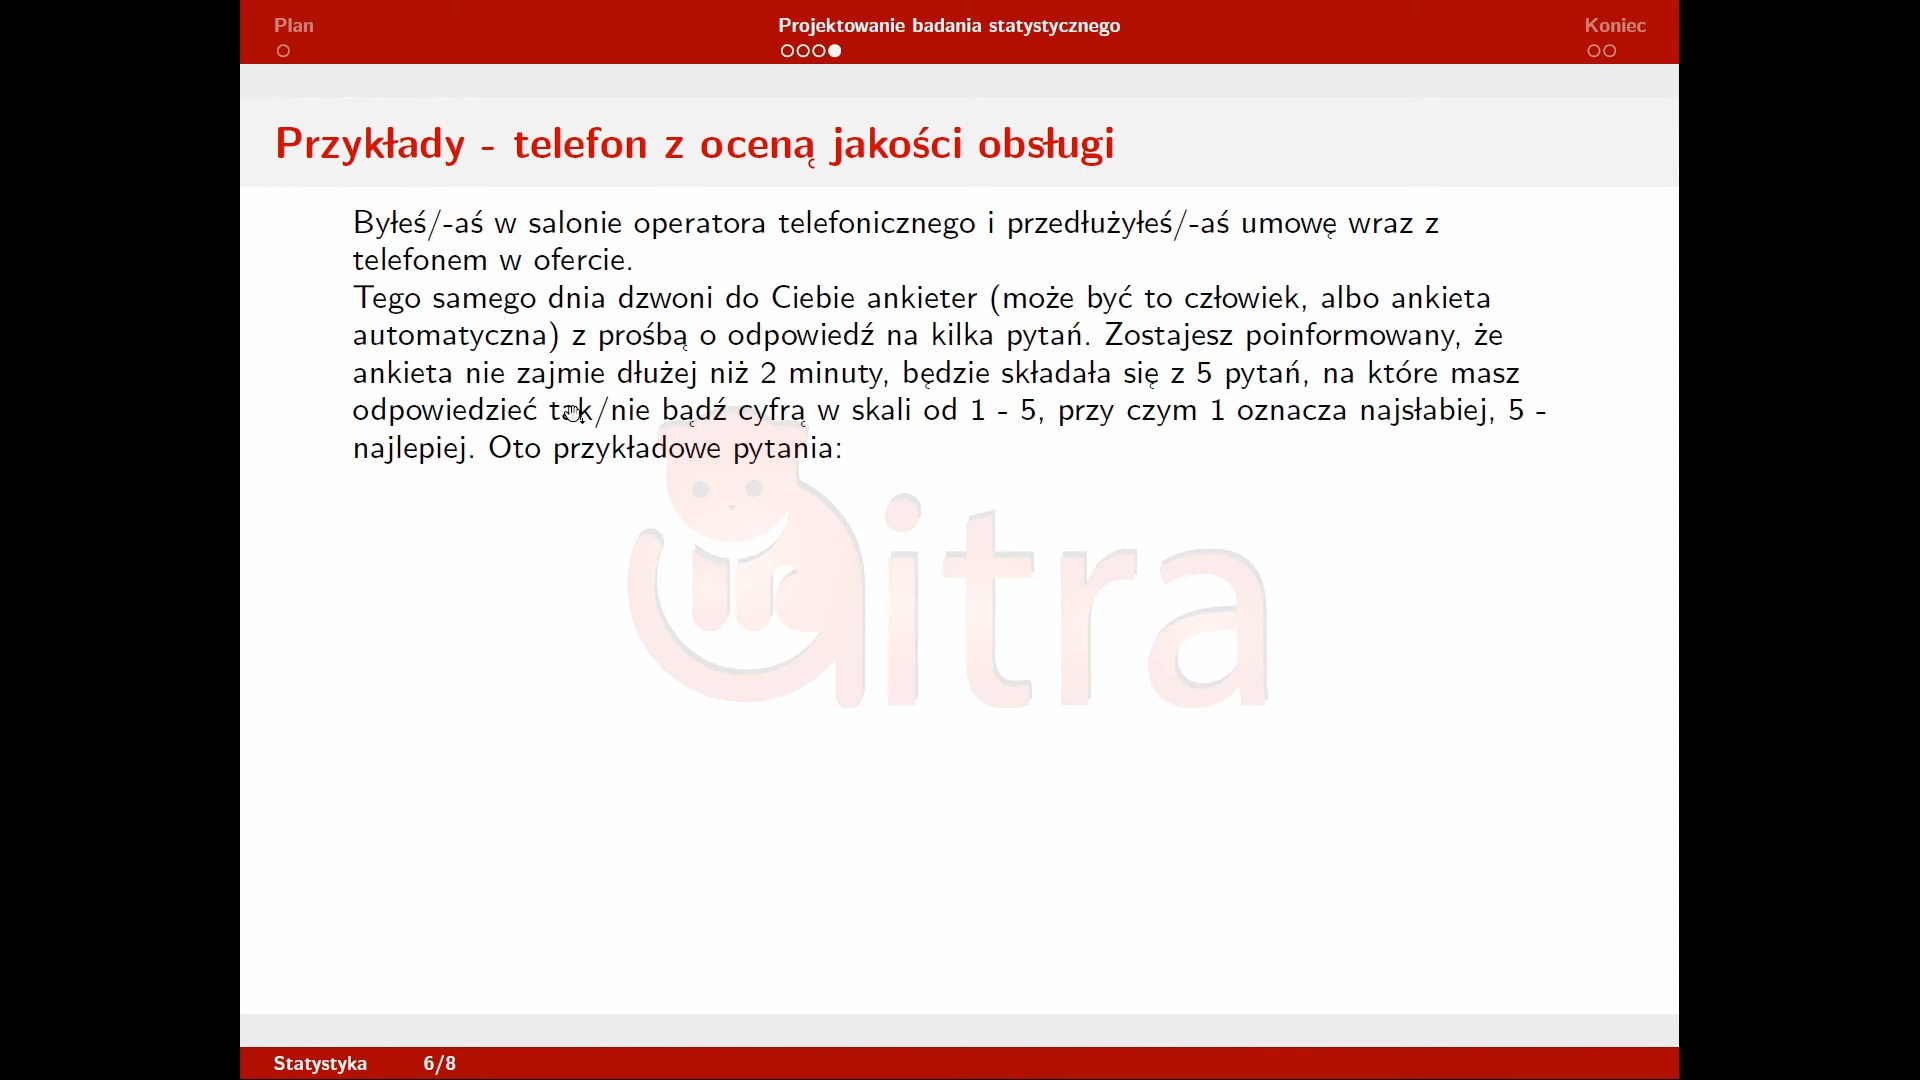 Plan
Projektowanie badania statystycznego
Koniec
Przykłady - telefon z oceną jakości obsługi
Byłeś/-aś w salonie operatora telefonicznego i przedłużyłeś/-aś umowę wraz z
telefonem w ofercie.
Tego samego dnia dzwoni do Ciebie ankieter (może być to człowiek, albo ankieta
automatyczna) z prośbą o odpowiedź na kilka pytań. Zostajesz poinformowany, że
ankieta nie zajmie dłużej niż 2 minuty, będzie składała się z 5 pytań, na które masz
odpowiedzieć tak/nie bądź cyfrą w skali od 1 - 5, przy czym 1 oznacza najsłabiej, 5 -
najlepiej. Oto przykładowe pytania:
itra
Statystyka 6/8